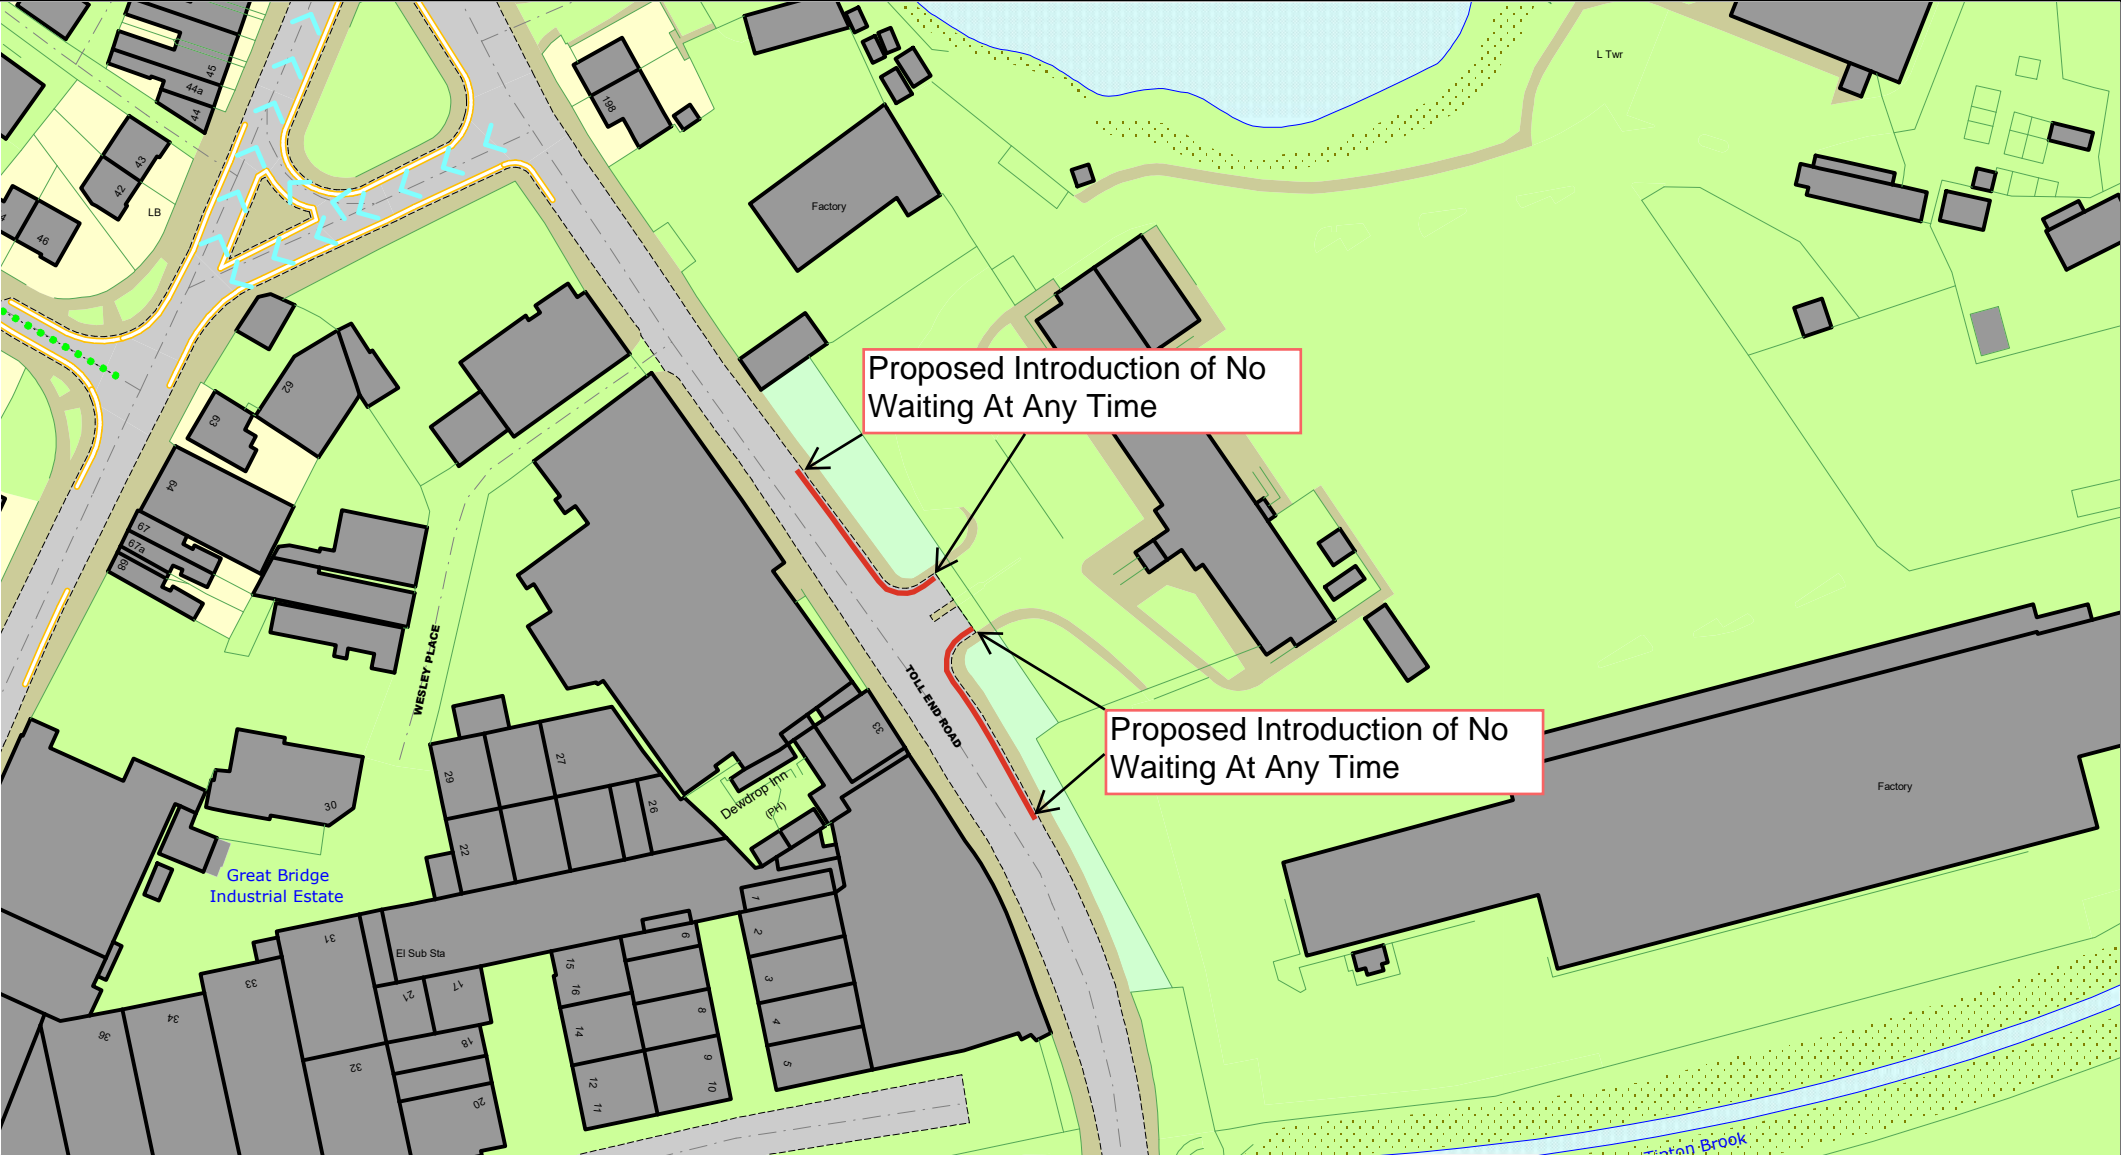 45
44a
44
43
42
LB
4
46
198
L Twr
Factory
62
63
64
67
67a
68
Proposed Introduction of No
Waiting At Any Time
WESLEY PLACE
TOLL END ROAD
Proposed Introduction of No
Waiting At Any Time
33
29
27
26
22
30
Dewdrop Inn
(PH)
Factory
Great Bridge
Industrial Estate
31
El Sub Sta
33
34
36
32
21
17
18
20
15
16
14
12
11
6
8
9
10
1
2
3
4
5
Tipton Brook